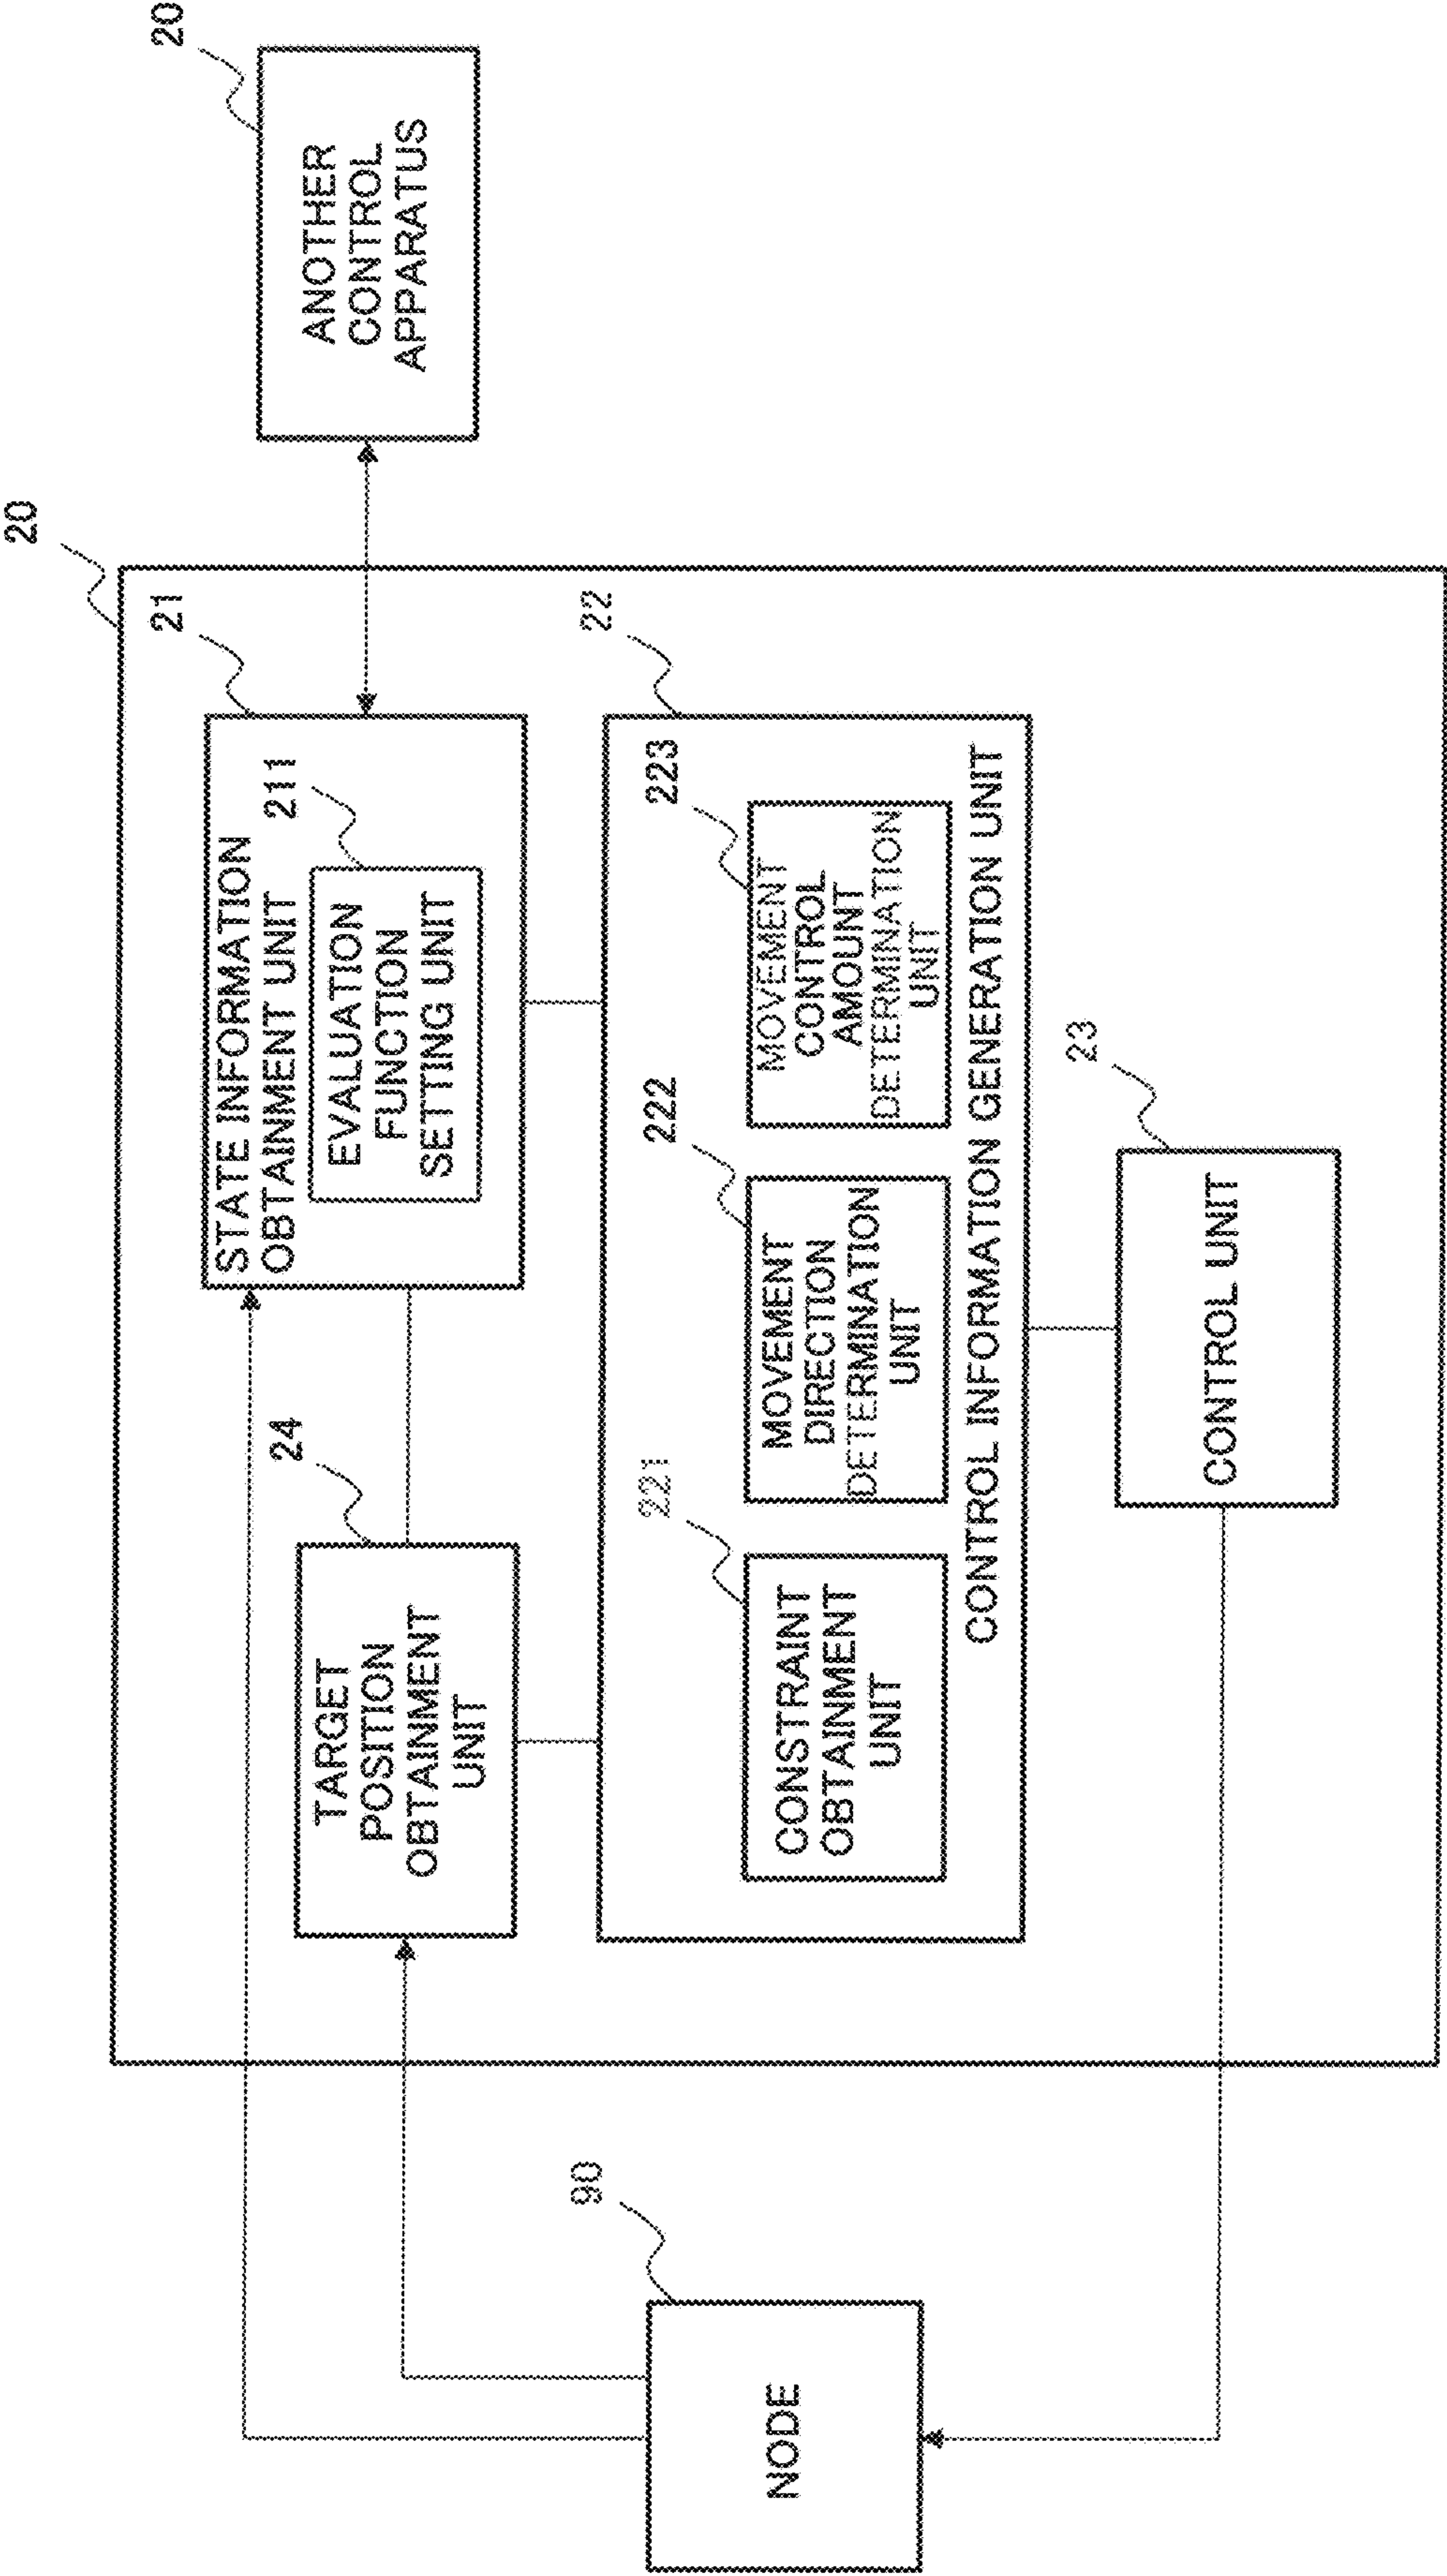 20
ANOTHER
CONTROL
APPARATUS
20
21
STATE INFORMATION
OBTAINMENT UNIT
211
EVALUATION
FUNCTION
SETTING UNIT
24
TARGET
POSITION
OBTAINMENT
UNIT
22
221
CONSTRAINT
OBTAINMENT
UNIT
222
MOVEMENT
DIRECTION
DETERMINATION
UNIT
223
MOVEMENT
CONTROL
AMOUNT
DETERMINATION
UNIT
CONTROL INFORMATION GENERATION UNIT
23
CONTROL UNIT
90
NODE